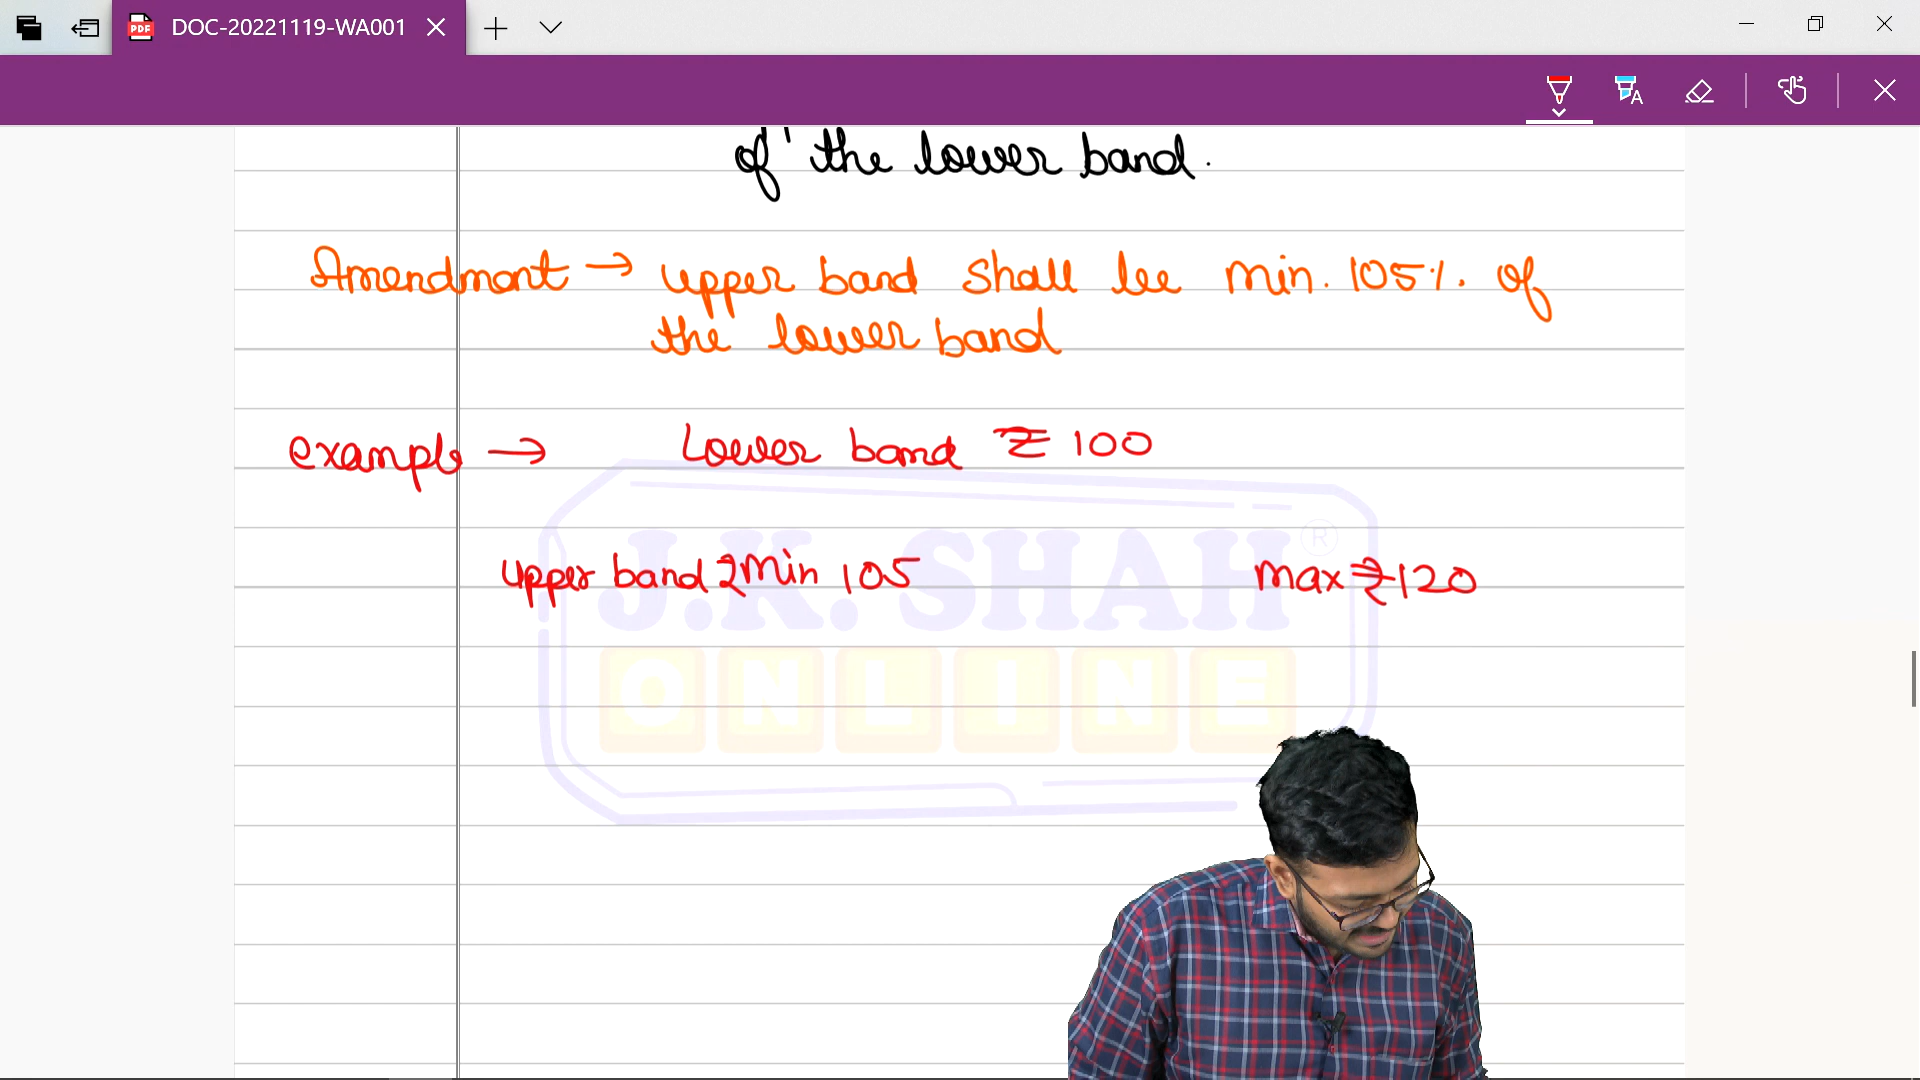 DOC-20221119-WA001
of the lower band.
Amendment → upper band shall be min. 105%. of
the lower band
example → Lower band ₹ 100
Upper band ₹ Min 105 Max ₹ 120
J.K. SHAH ®
ONLINE